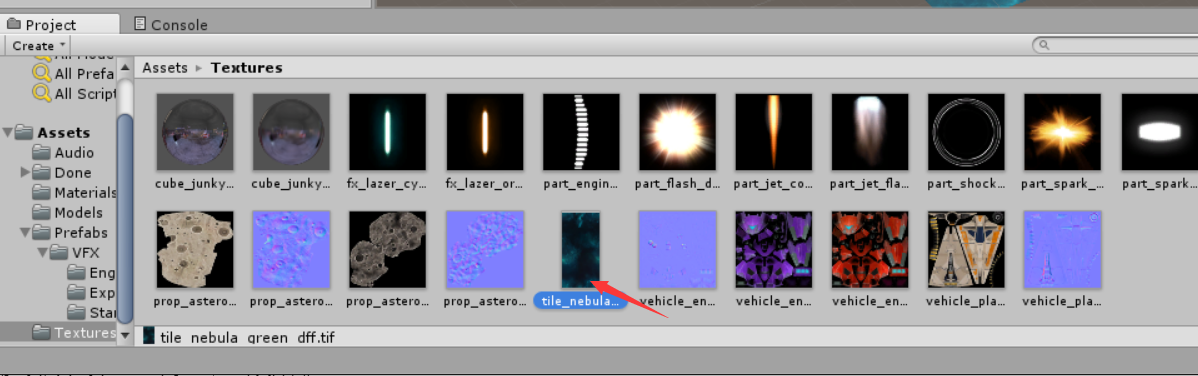 Project
Console
Create
All Prefa
All Script
Assets
Audio
Done
Materials
Models
Prefabs
VFX
Eng
Exp
Sta
Textures
Assets ▸ Textures
cube_junky... cube_junky... fx_lazer_cy... fx_lazer_or... part_engin... part_flash_d... part_jet_co... part_jet_fla... part_shock... part_spark_... part_spark
prop_astero... prop_astero... prop_astero... prop_astero... tile_nebula... vehicle_en... vehicle_en... vehicle_en... vehicle_pla... vehicle_pla...
tile_nebula_green_dff.tif